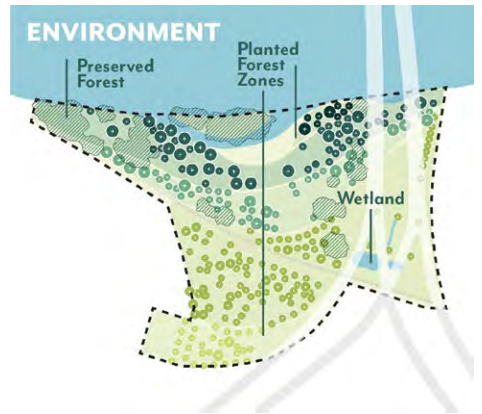 ENVIRONMENT
Preserved
Forest
Planted
Forest
Zones
Wetland